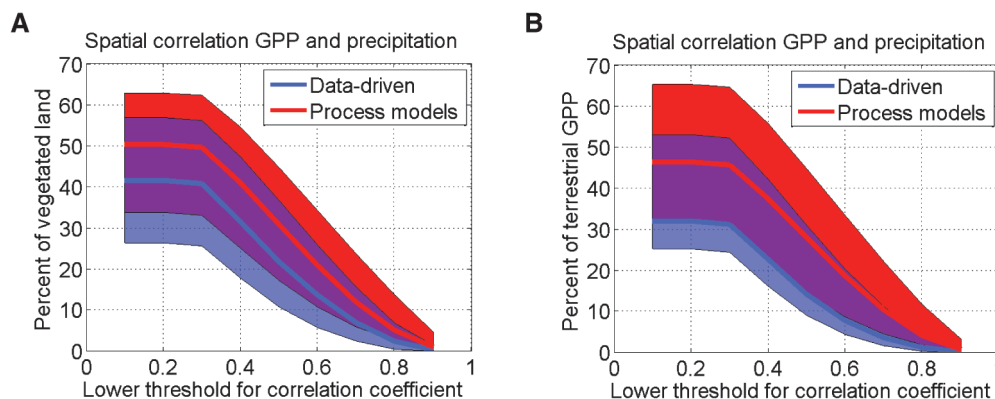 A
Spatial correlation GPP and precipitation
Percent of vegetated land
70
60
50
40
30
20
10
0
Data-driven
Process models
0 0.2 0.4 0.6 0.8 1
Lower threshold for correlation coefficient
B
Spatial correlation GPP and precipitation
Percent of terrestrial GPP
70
60
50
40
30
20
10
0
Data-driven
Process models
0 0.2 0.4 0.6 0.8
Lower threshold for correlation coefficient